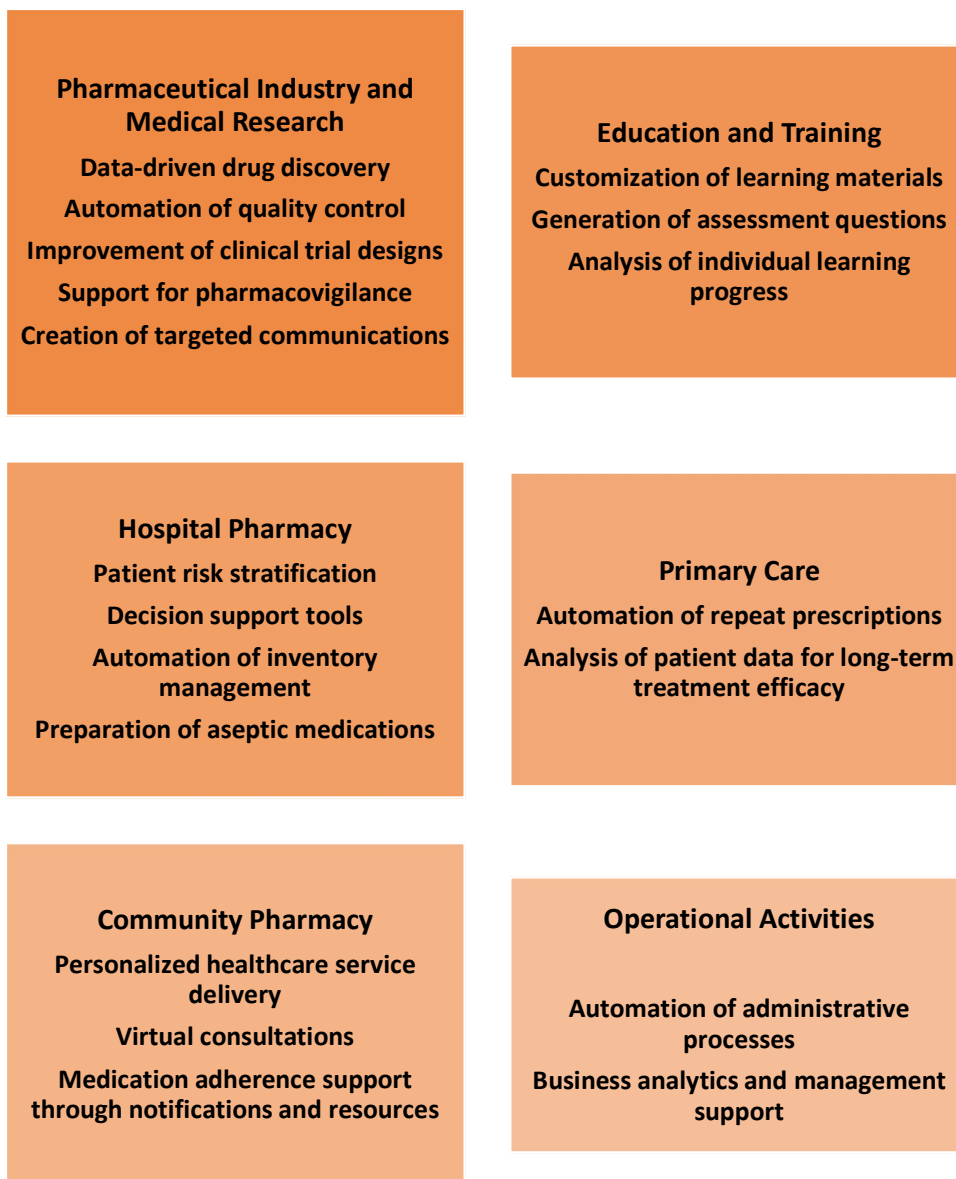 Pharmaceutical Industry and
Medical Research
Data-driven drug discovery
Automation of quality control
Improvement of clinical trial designs
Support for pharmacovigilance
Creation of targeted communications
Education and Training
Customization of learning materials
Generation of assessment questions
Analysis of individual learning
progress
Hospital Pharmacy
Patient risk stratification
Decision support tools
Automation of inventory
management
Preparation of aseptic medications
Primary Care
Automation of repeat prescriptions
Analysis of patient data for long-term
treatment efficacy
Community Pharmacy
Personalized healthcare service
delivery
Virtual consultations
Medication adherence support
through notifications and resources
Operational Activities
Automation of administrative
processes
Business analytics and management
support